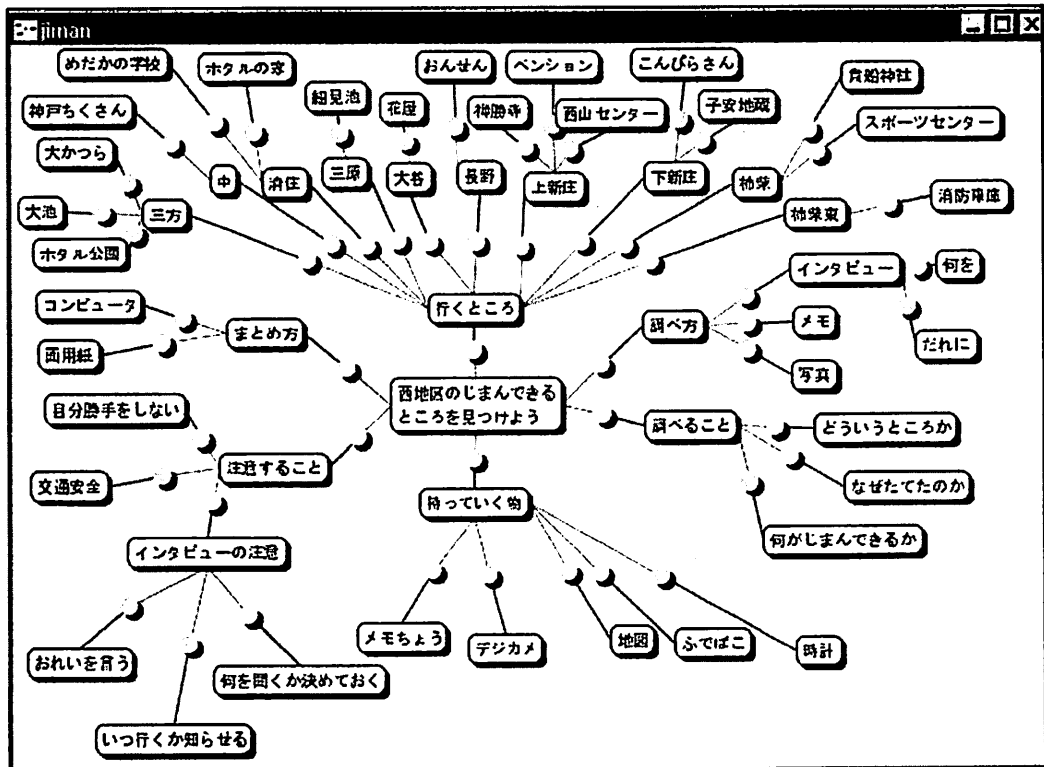 jiman
めだかの学校
ホタルの家
おんせん
ペンション
こんぴらさん
貴船神社
神戸ちくさん
細見池
花屋
禅勝寺
西山センター
子安地蔵
スポーツセンター
大かつら
中
三原
大谷
長野
上新庄
下新庄
柿柴
大池
三方
柿柴東
消防車庫
ホタル公園
行くところ
インタビュー
何を
コンピュータ
まとめ方
調べ方
メモ
だれに
画用紙
写真
西地区のじまんできる
ところを見つけよう
自分勝手をしない
調べること
どういうところか
注意すること
交通安全
持っていく物
なぜたてたのか
インタビューの注意
何がじまんできるか
メモちょう
デジカメ
地図
ふでばこ
時計
おれいを言う
何を聞くか決めておく
いつ行くか知らせる